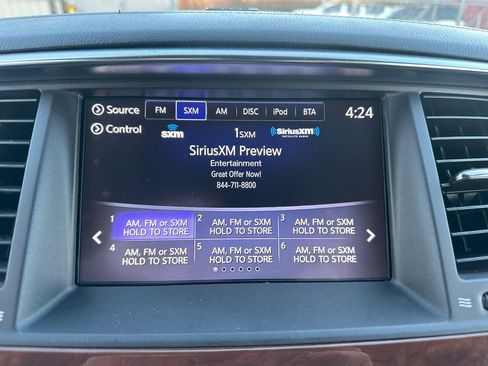 Source FM SXM AM DISC iPod BTA 4:24
Control sxm 1SXM SiriusXM
SATELLITE RADIO
SiriusXM Preview
Entertainment
Great Offer Now!
844-711-8800
1 AM, FM or SXM 2 AM, FM or SXM 3 AM, FM or SXM
HOLD TO STORE HOLD TO STORE HOLD TO STORE
4 AM, FM or SXM 5 AM, FM or SXM 6 AM, FM or SXM
HOLD TO STORE HOLD TO STORE HOLD TO STORE